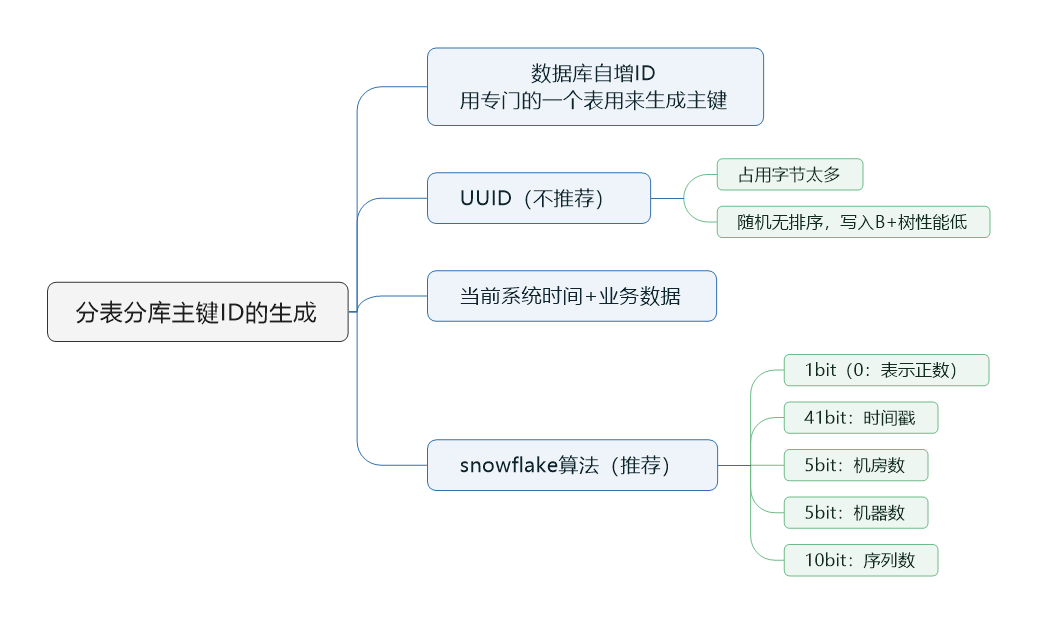 数据库自增ID
用专门的一个表用来生成主键
UUID（不推荐）
占用字节太多
随机无排序，写入B+树性能低
当前系统时间+业务数据
分表分库主键ID的生成
snowflake算法（推荐）
1bit（0：表示正数）
41bit：时间戳
5bit：机房数
5bit：机器数
10bit：序列数